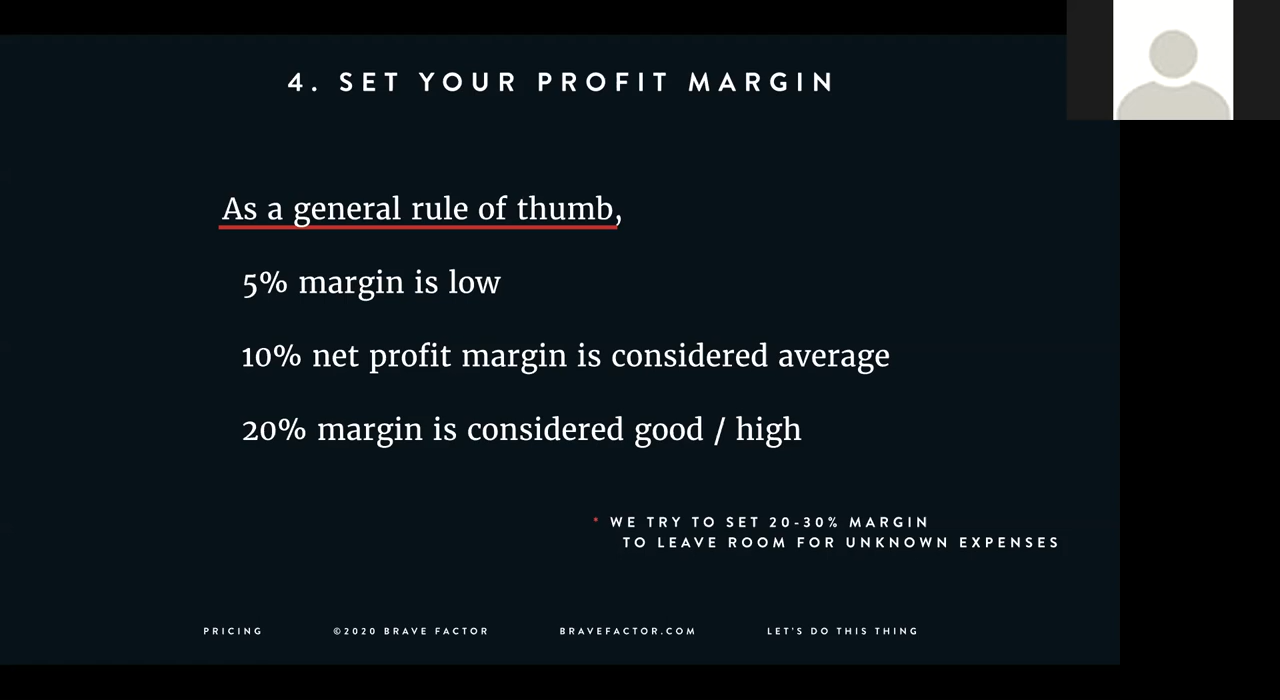 4. SET YOUR PROFIT MARGIN
As a general rule of thumb,
5% margin is low
10% net profit margin is considered average
20% margin is considered good / high
* WE TRY TO SET 20-30% MARGIN
TO LEAVE ROOM FOR UNKNOWN EXPENSES
PRICING ©2020 BRAVE FACTOR BRAVEFACTOR.COM LET'S DO THIS THING